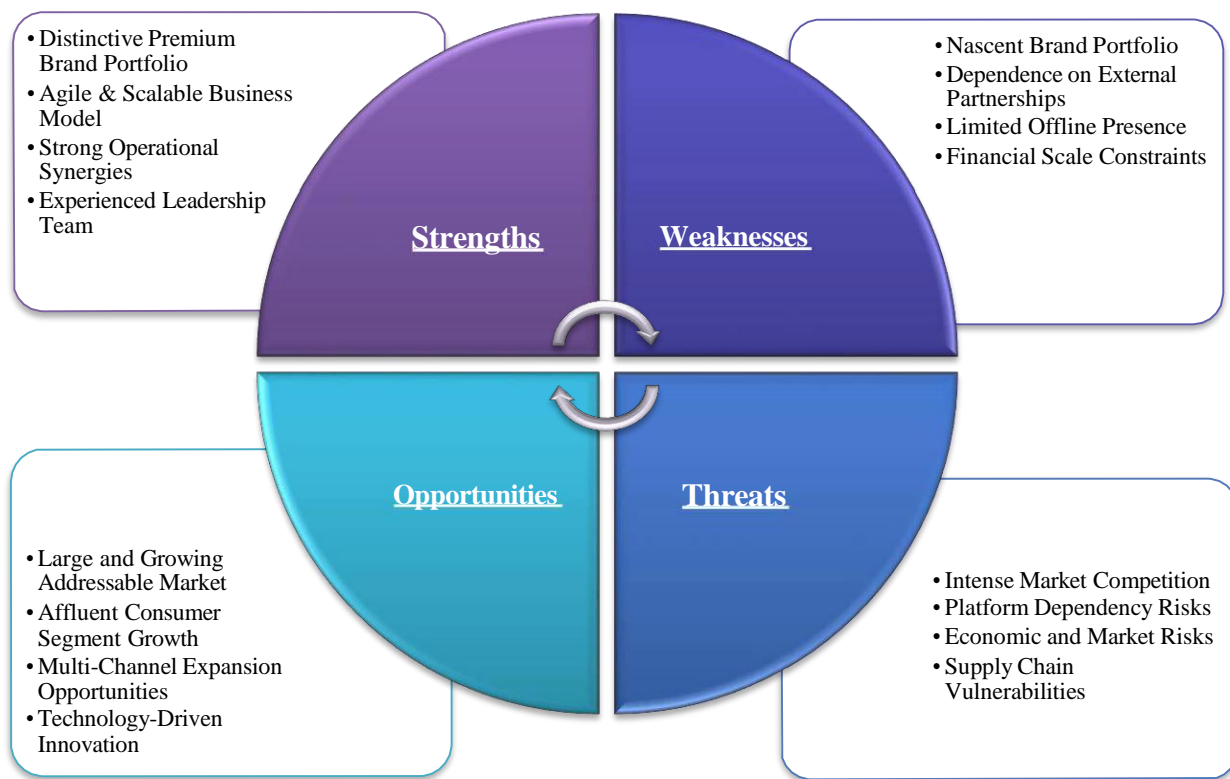 • Distinctive Premium
Brand Portfolio
• Agile & Scalable Business
Model
• Strong Operational
Synergies
• Experienced Leadership
Team
Strengths
Weaknesses
• Nascent Brand Portfolio
• Dependence on External
Partnerships
• Limited Offline Presence
• Financial Scale Constraints
Opportunities
Threats
• Large and Growing
Addressable Market
• Affluent Consumer
Segment Growth
• Multi-Channel Expansion
Opportunities
• Technology-Driven
Innovation
• Intense Market Competition
• Platform Dependency Risks
• Economic and Market Risks
• Supply Chain
Vulnerabilities